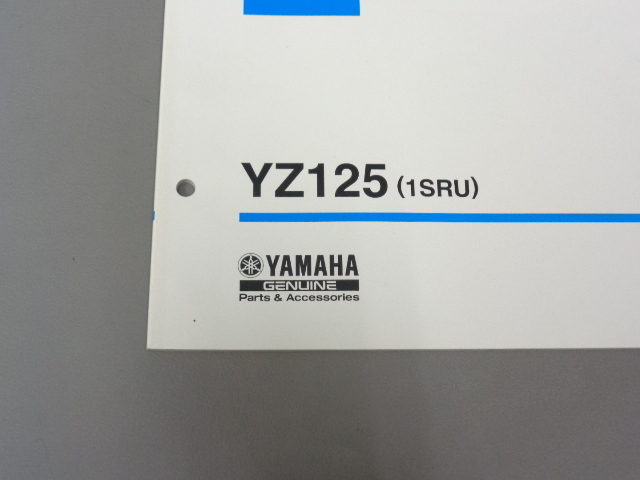 YZ125 (1SRU)
YAMAHA
GENUINE
Parts & Accessories